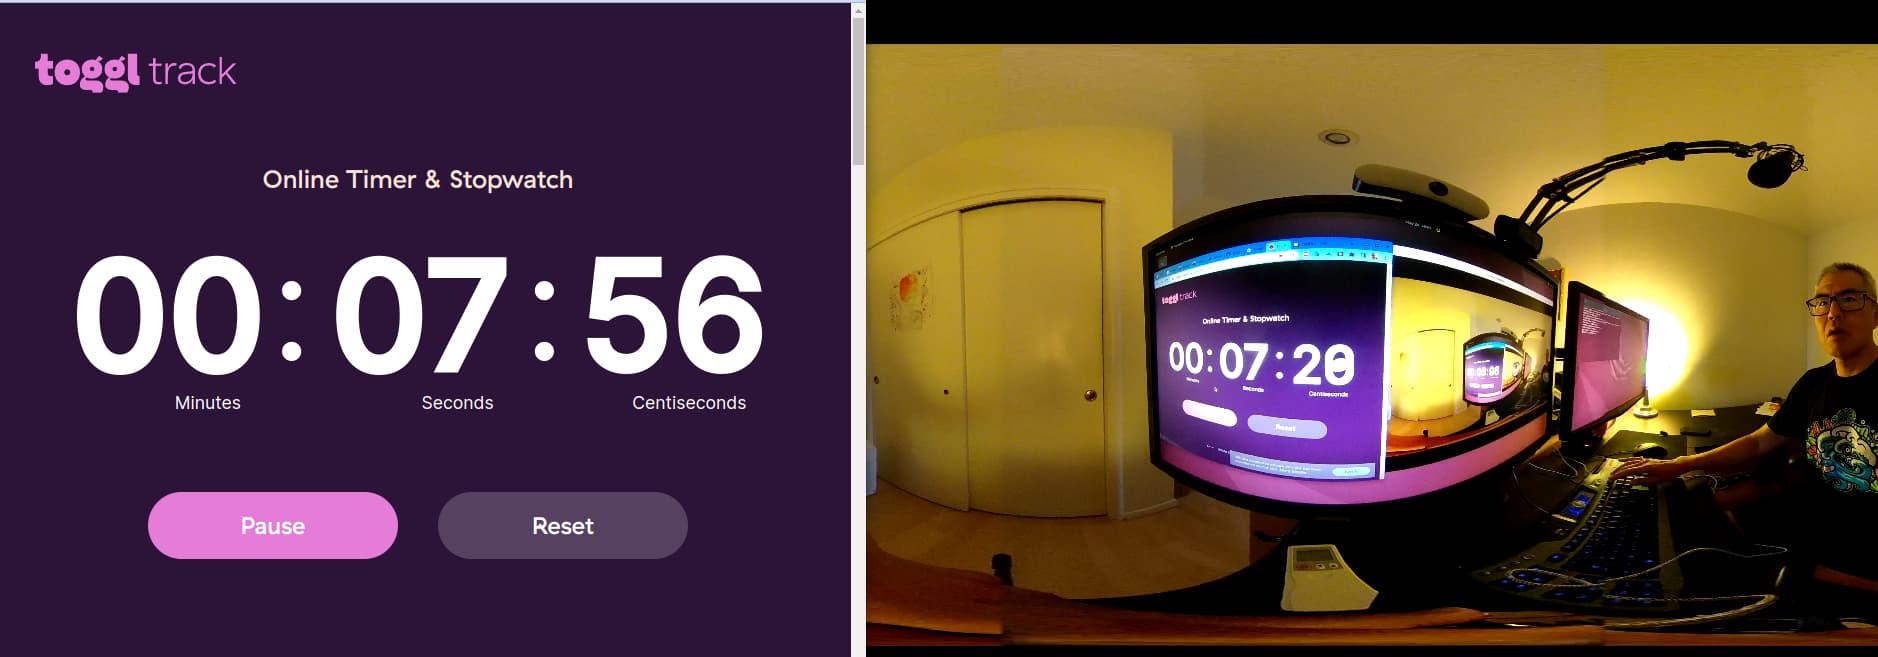 toggl track
Online Timer & Stopwatch
00:07:56
Minutes
Seconds
Centiseconds
Pause
Reset
toggl track
Online Timer & Stopwatch
00:07:20
Minutes
Seconds
Centiseconds
Reset